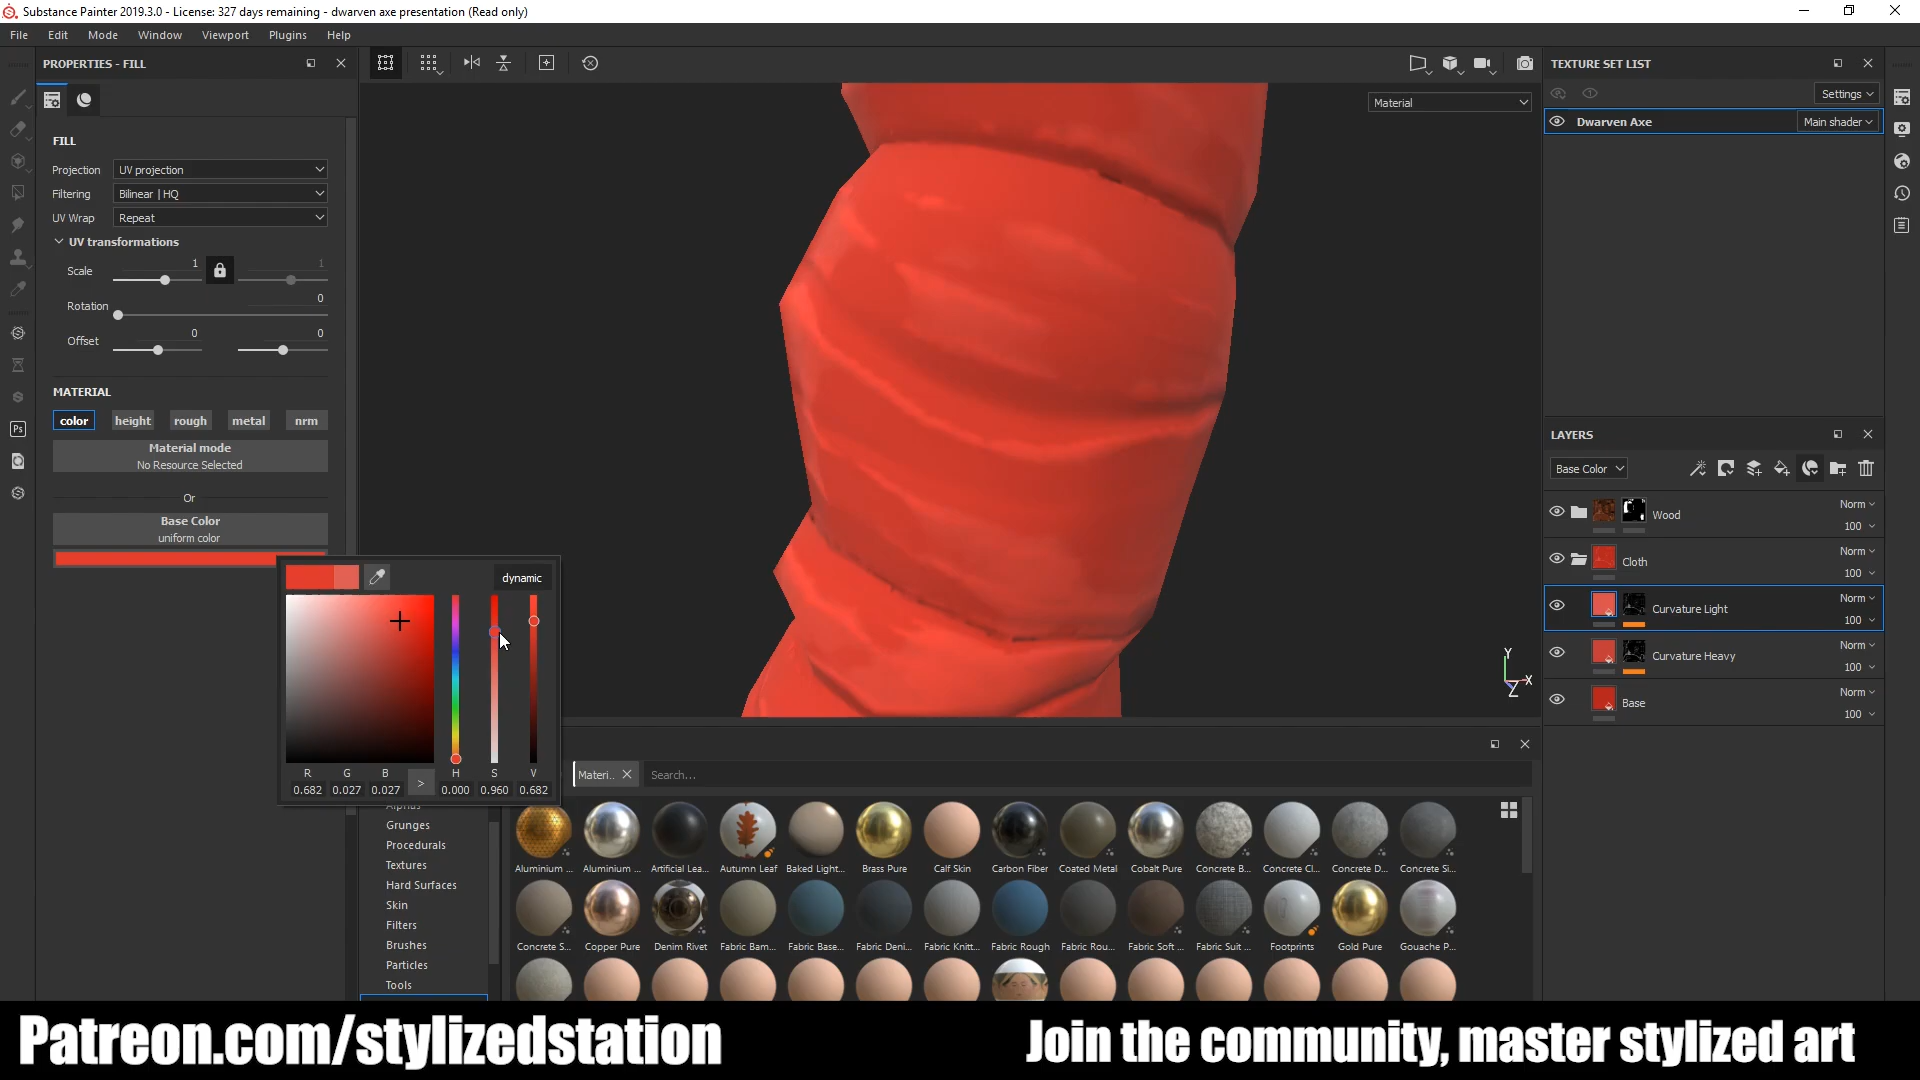 Substance Painter 2019.3.0 - License: 327 days remaining - dwarven axe presentation (Read only)
File Edit Mode Window Viewport Plugins Help
PROPERTIES - FILL
FILL
Projection UV projection
Filtering Bilinear | HQ
UV Wrap Repeat
UV transformations
Scale 1 1
Rotation 0
Offset 0 0
MATERIAL
color height rough metal nrm
Material mode
No Resource Selected
Or
Base Color
uniform color
dynamic
R G B H S V
0.682 0.027 0.027 > 0.000 0.960 0.682
Material
Y
X
Z
TEXTURE SET LIST
Settings
Dwarven Axe Main shader
LAYERS
Base Color
Wood Norm 100
Cloth Norm 100
Curvature Light Norm 100
Curvature Heavy Norm 100
Base Norm 100
Ps
Materi.. Search...
Alphas
Grunges
Procedurals
Textures
Hard Surfaces
Skin
Filters
Brushes
Particles
Tools
Aluminium ... Aluminium ... Artificial Lea... Autumn Leaf Baked Light... Brass Pure Calf Skin Carbon Fiber Coated Metal Cobalt Pure Concrete B... Concrete Cl... Concrete D... Concrete Si...
Concrete S... Copper Pure Denim Rivet Fabric Bam... Fabric Base... Fabric Deni... Fabric Knitt... Fabric Rough Fabric Rou... Fabric Soft ... Fabric Suit ... Footprints Gold Pure Gouache P...
Patreon.com/stylizedstation
Join the community, master stylized art